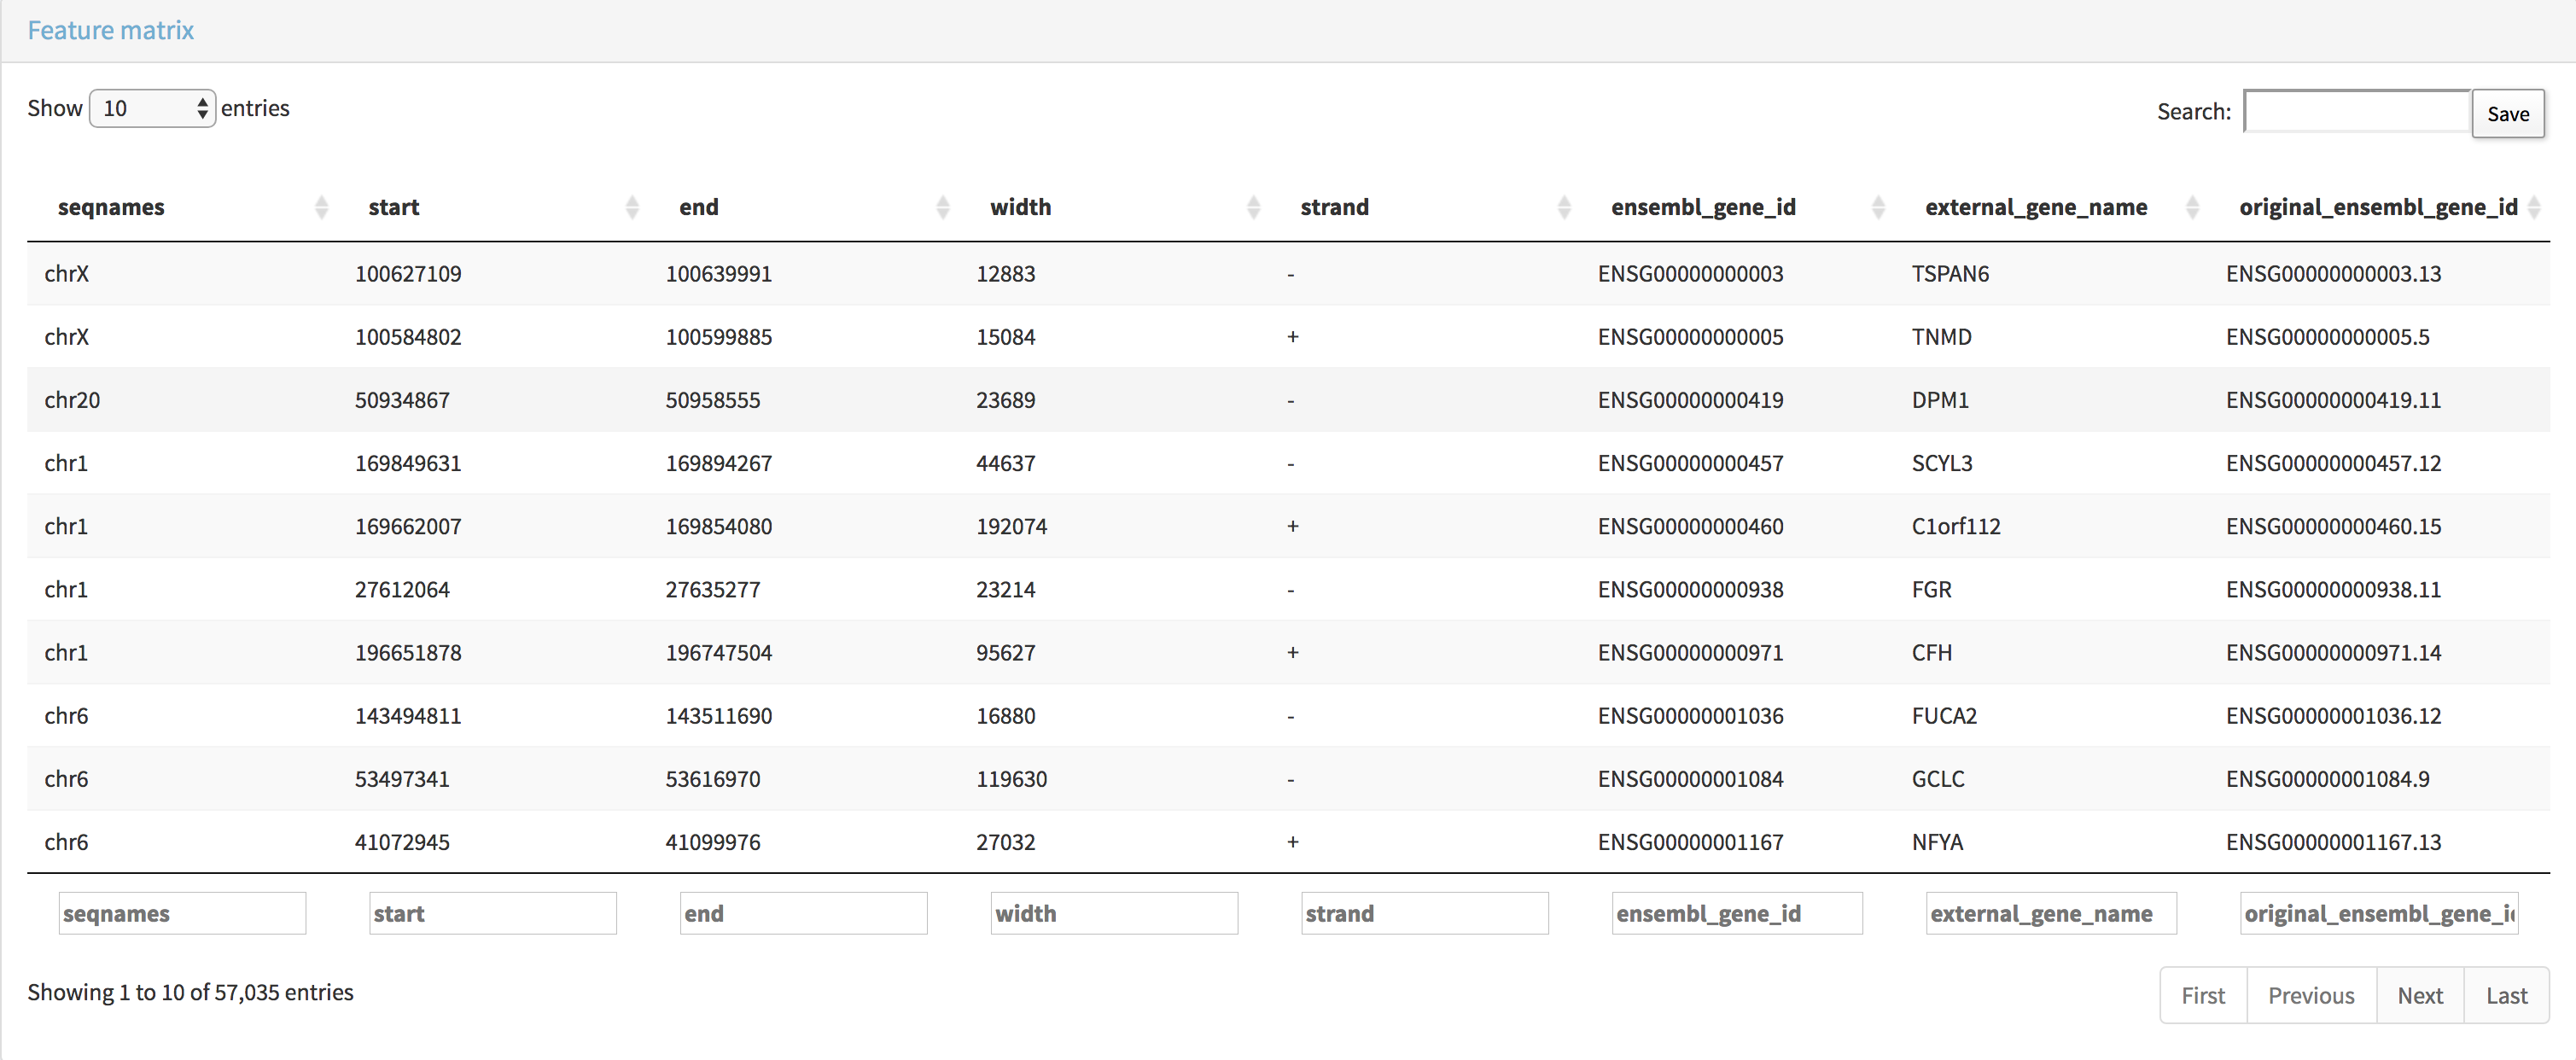 Feature matrix
Show 10 entries Search: Save
seqnames start end width strand ensembl_gene_id external_gene_name original_ensembl_gene_id
chrX 100627109 100639991 12883 - ENSG00000000003 TSPAN6 ENSG00000000003.13
chrX 100584802 100599885 15084 + ENSG00000000005 TNMD ENSG00000000005.5
chr20 50934867 50958555 23689 - ENSG00000000419 DPM1 ENSG00000000419.11
chr1 169849631 169894267 44637 - ENSG00000000457 SCYL3 ENSG00000000457.12
chr1 169662007 169854080 192074 + ENSG00000000460 C1orf112 ENSG00000000460.15
chr1 27612064 27635277 23214 - ENSG00000000938 FGR ENSG00000000938.11
chr1 196651878 196747504 95627 + ENSG00000000971 CFH ENSG00000000971.14
chr6 143494811 143511690 16880 - ENSG00000001036 FUCA2 ENSG00000001036.12
chr6 53497341 53616970 119630 - ENSG00000001084 GCLC ENSG00000001084.9
chr6 41072945 41099976 27032 + ENSG00000001167 NFYA ENSG00000001167.13
seqnames start end width strand ensembl_gene_id external_gene_name original_ensembl_gene_i
Showing 1 to 10 of 57,035 entries First Previous Next Last